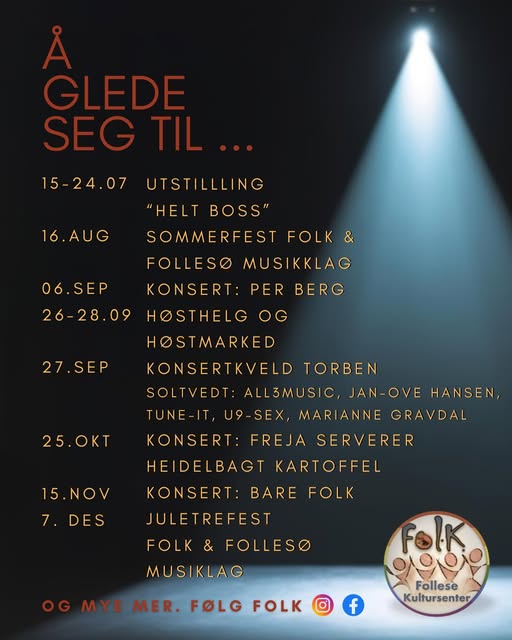 Å
GLEDE
SEG TIL ...
15-24.07 UTSTILLLING
"HELT BOSS"
16.AUG SOMMERFEST FOLK &
FOLLESØ MUSIKKLAG
06.SEP KONSERT: PER BERG
26-28.09 HØSTHELG OG
HØSTMARKED
27.SEP KONSERTKVELD TORBEN
SOLTVEDT: ALL3MUSIC, JAN-OVE HANSEN,
TUNE-IT, U9-SEX, MARIANNE GRAVDAL
25.OKT KONSERT: FREJA SERVERER
HEIDELBAGT KARTOFFEL
15.NOV KONSERT: BARE FOLK
7. DES JULETREFEST
FOLK & FOLLESØ
MUSIKLAG
OG MYE MER. FØLG FOLK
FolK
Follese
Kultursenter